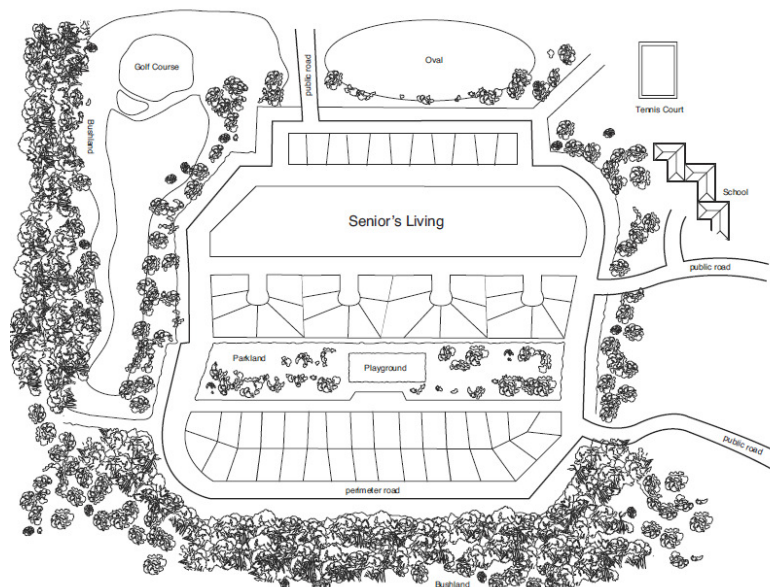 Golf Course
public road
Oval
Tennis Court
Bushland
School
Senior's Living
public road
Parkland
Playground
public road
perimeter road
Bushland